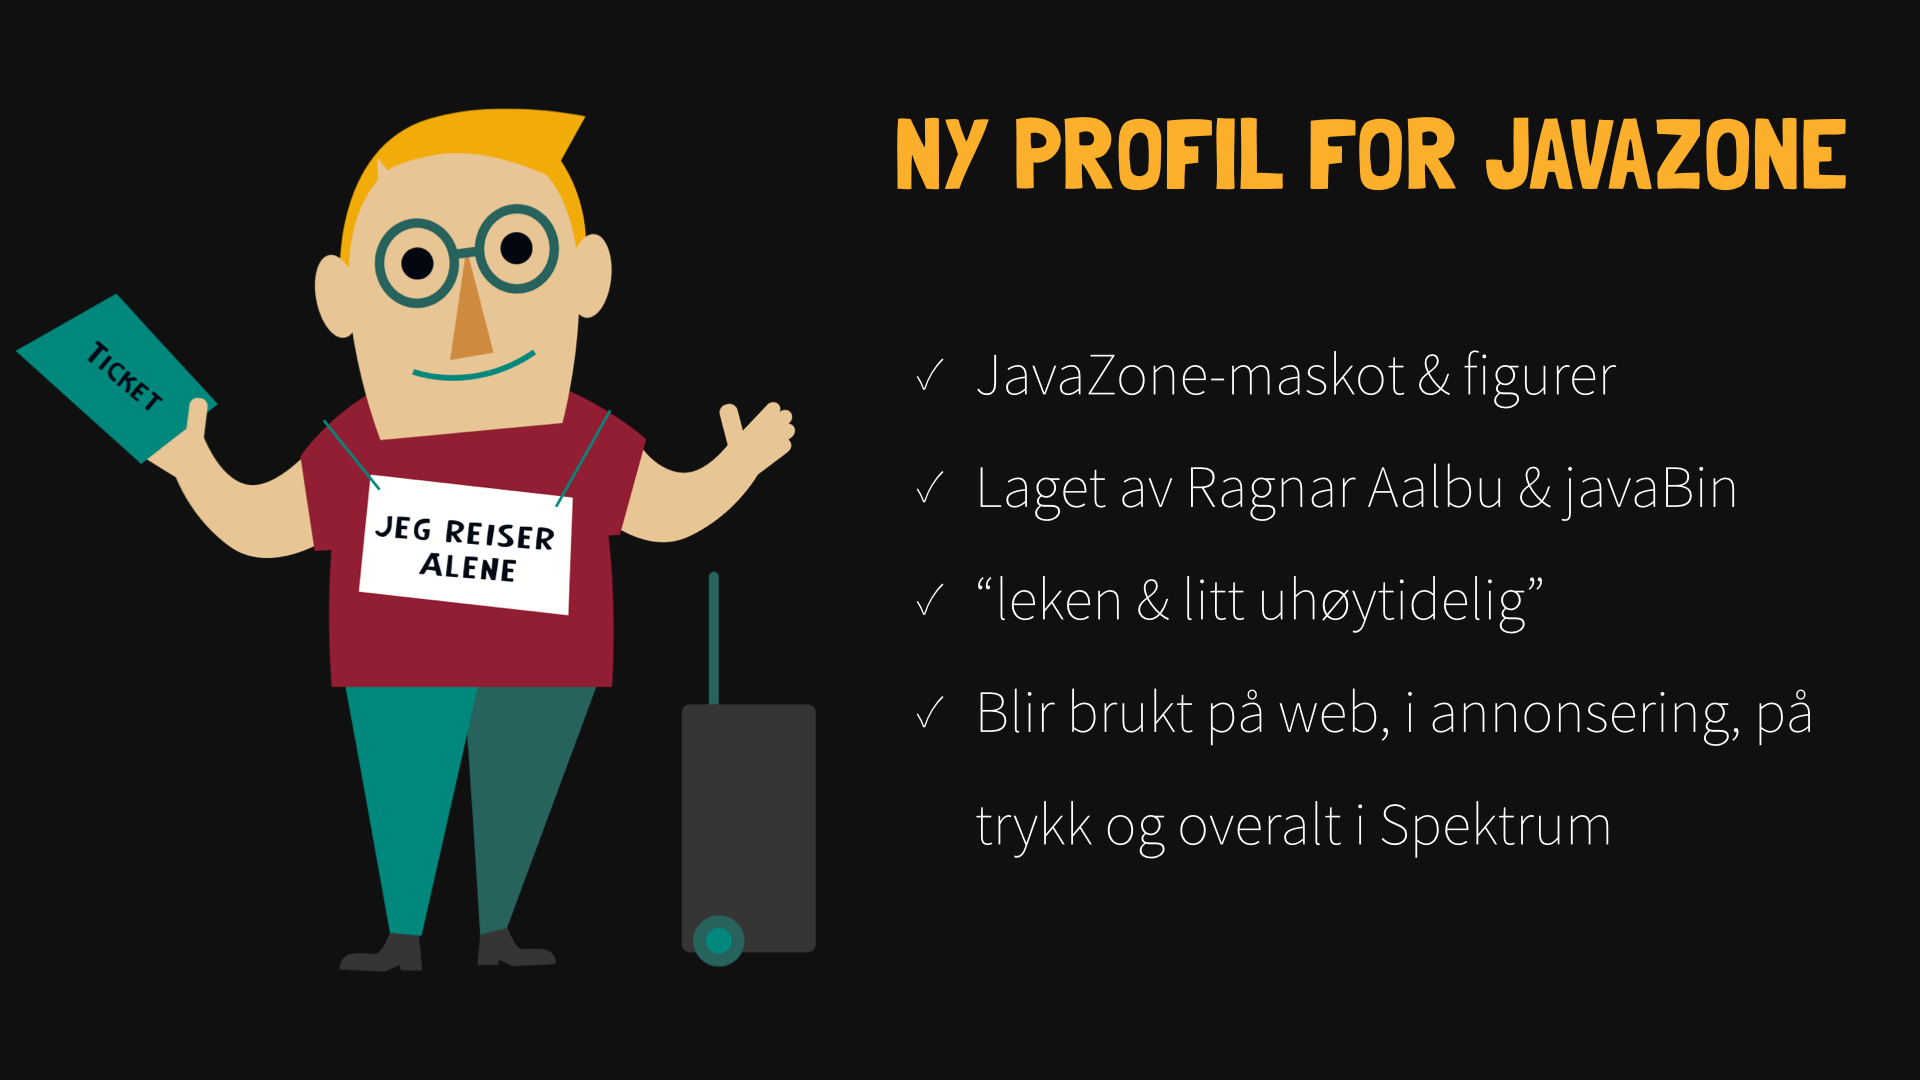 NY PROFIL FOR JAVAZONE
TICKET
JEG REISER
ALENE
✓ JavaZone-maskot & figurer
✓ Laget av Ragnar Aalbu & javaBin
✓ “leken & litt uhøytidelig”
✓ Blir brukt på web, i annonsering, på
trykk og overalt i Spektrum